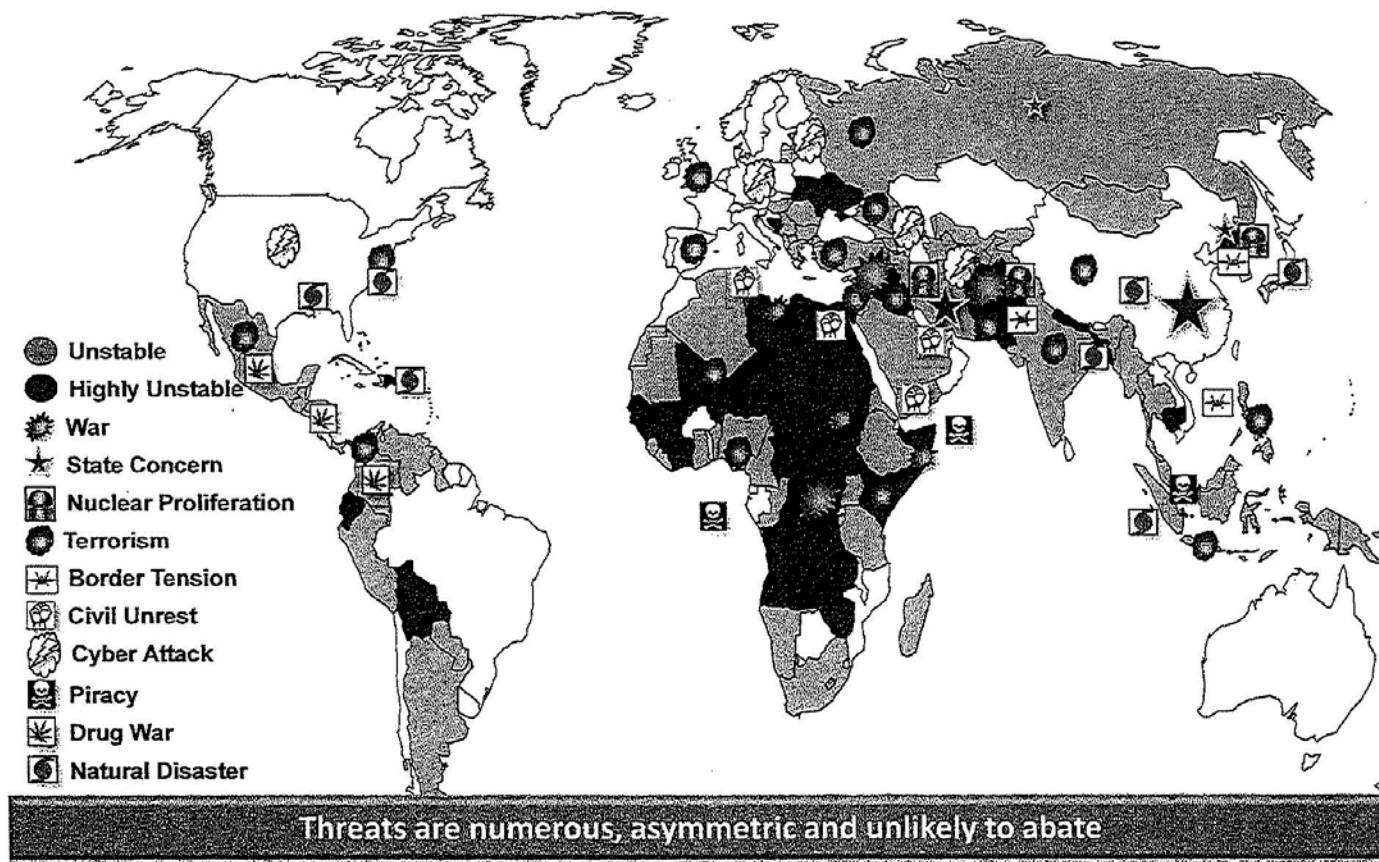 Unstable
Highly Unstable
War
State Concern
Nuclear Proliferation
Terrorism
Border Tension
Civil Unrest
Cyber Attack
Piracy
Drug War
Natural Disaster
Threats are numerous, asymmetric and unlikely to abate